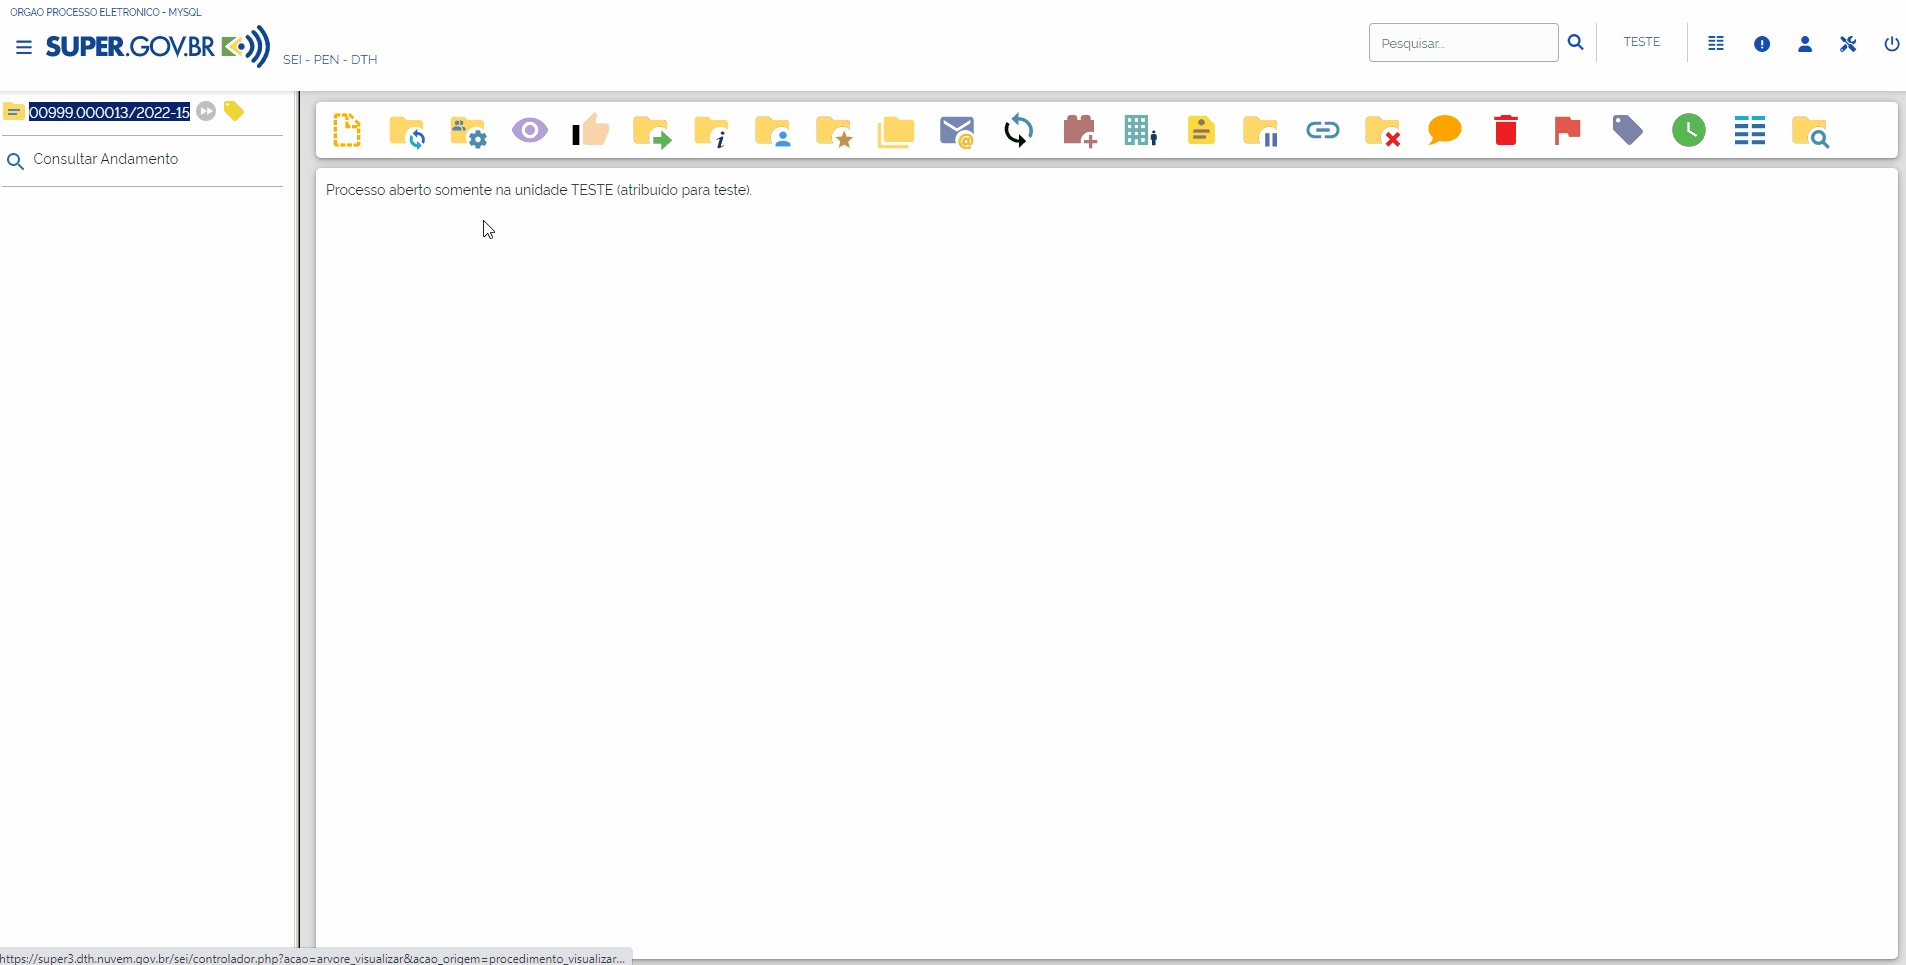 ORGAO PROCESSO ELETRONICO - MYSQL
SUPER.GOV.BR
SEI - PEN - DTH
Pesquisar...
TESTE
00999.000013/2022-15
Consultar Andamento
Processo aberto somente na unidade TESTE (atribuído para teste).
https://super3.dth.nuvem.gov.br/sei/controlador.php?acao=arvore_visualizar&acao_origem=procedimento_visualizar...